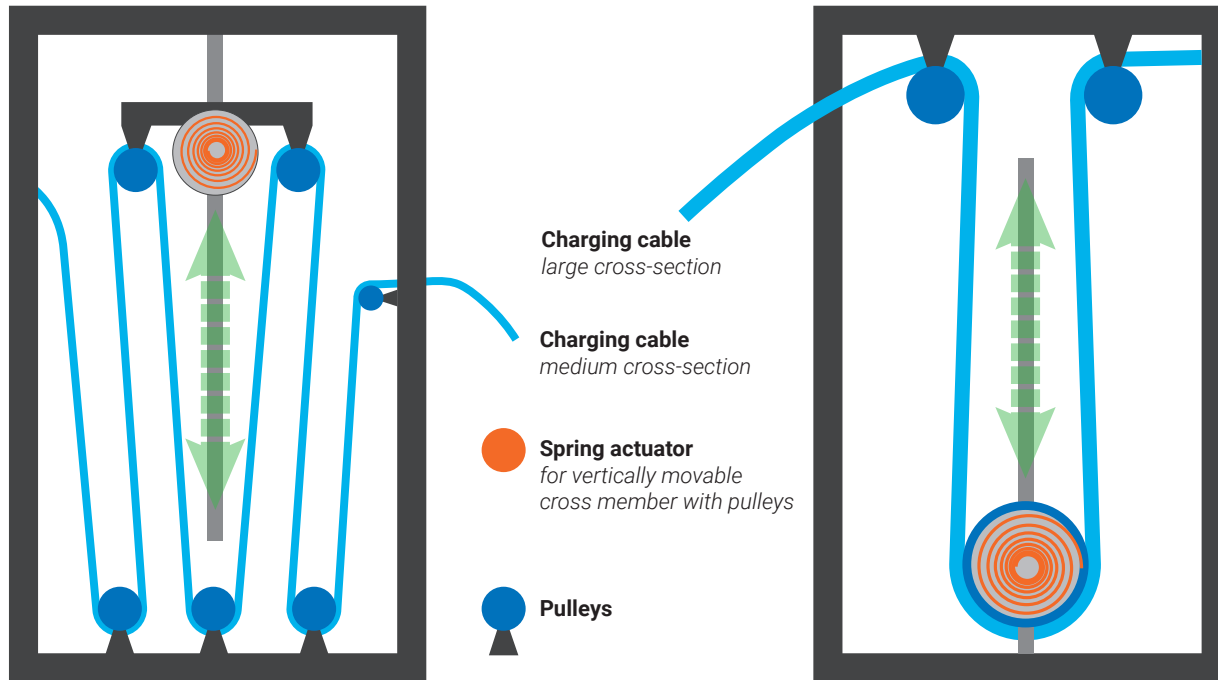 Charging cable
large cross-section
Charging cable
medium cross-section
Spring actuator
for vertically movable
cross member with pulleys
Pulleys